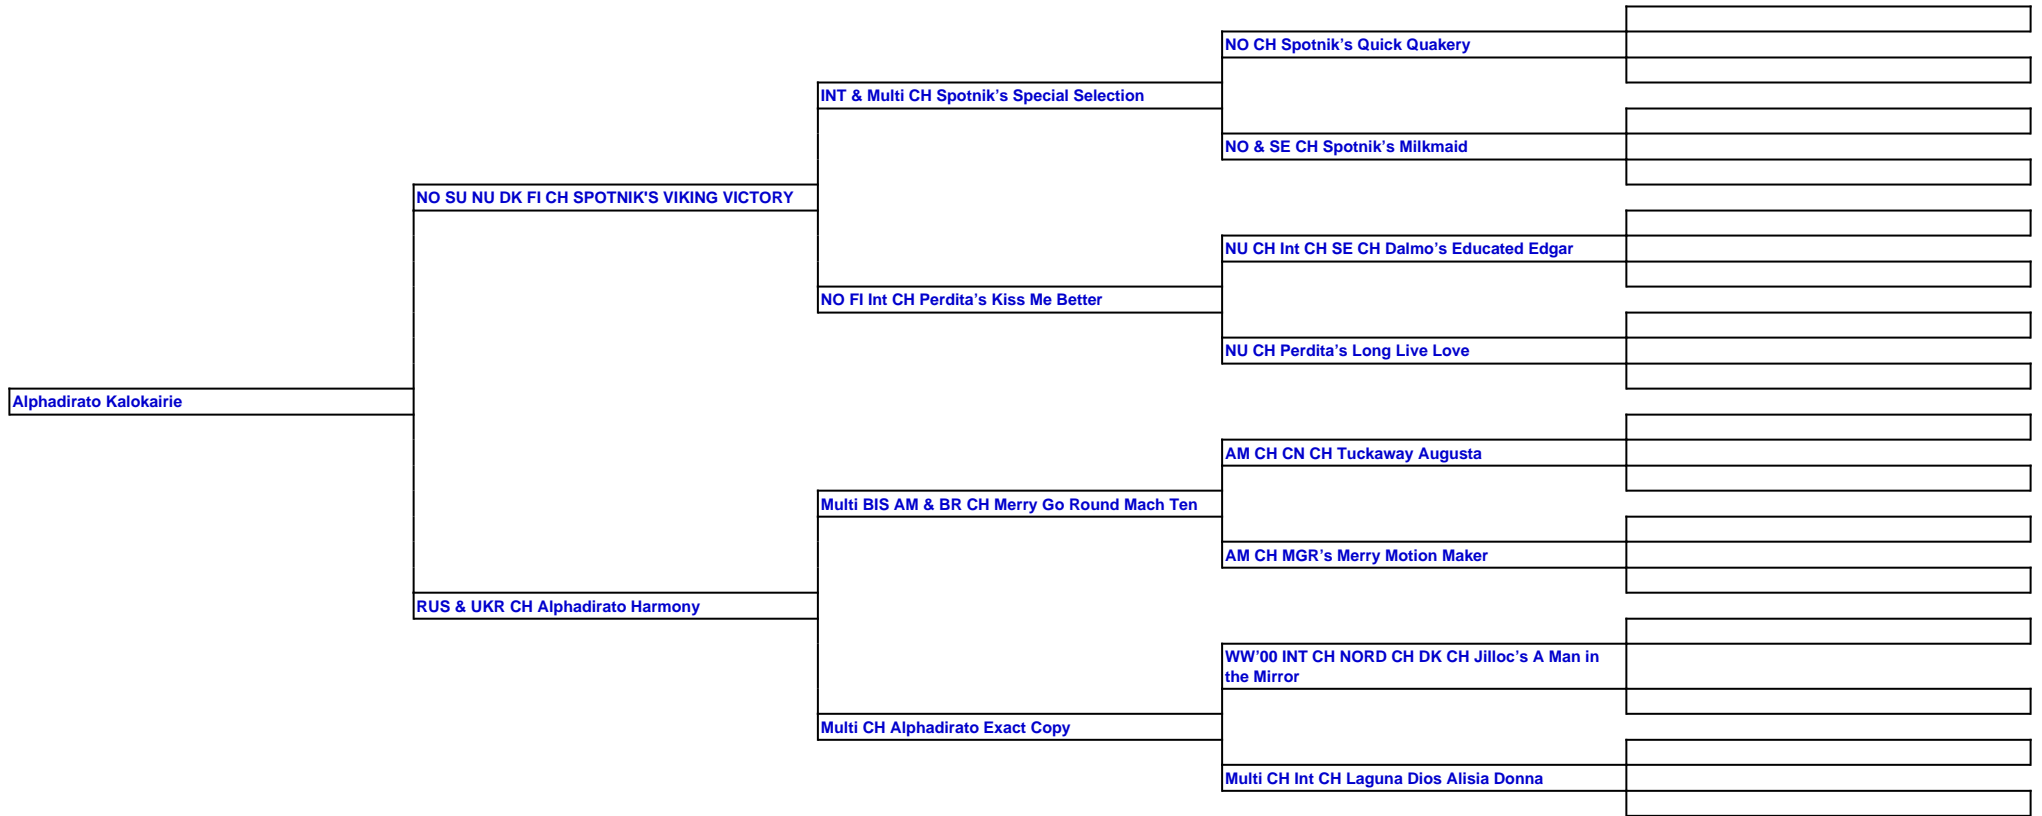 NO CH Spotnik’s Quick Quakery
INT & Multi CH Spotnik’s Special Selection
NO & SE CH Spotnik’s Milkmaid
NO SU NU DK FI CH SPOTNIK'S VIKING VICTORY
NU CH Int CH SE CH Dalmo’s Educated Edgar
NO FI Int CH Perdita’s Kiss Me Better
NU CH Perdita’s Long Live Love
Alphadirato Kalokairie
AM CH CN CH Tuckaway Augusta
Multi BIS AM & BR CH Merry Go Round Mach Ten
AM CH MGR’s Merry Motion Maker
RUS & UKR CH Alphadirato Harmony
WW’00 INT CH NORD CH DK CH Jilloc’s A Man in
the Mirror
Multi CH Alphadirato Exact Copy
Multi CH Int CH Laguna Dios Alisia Donna